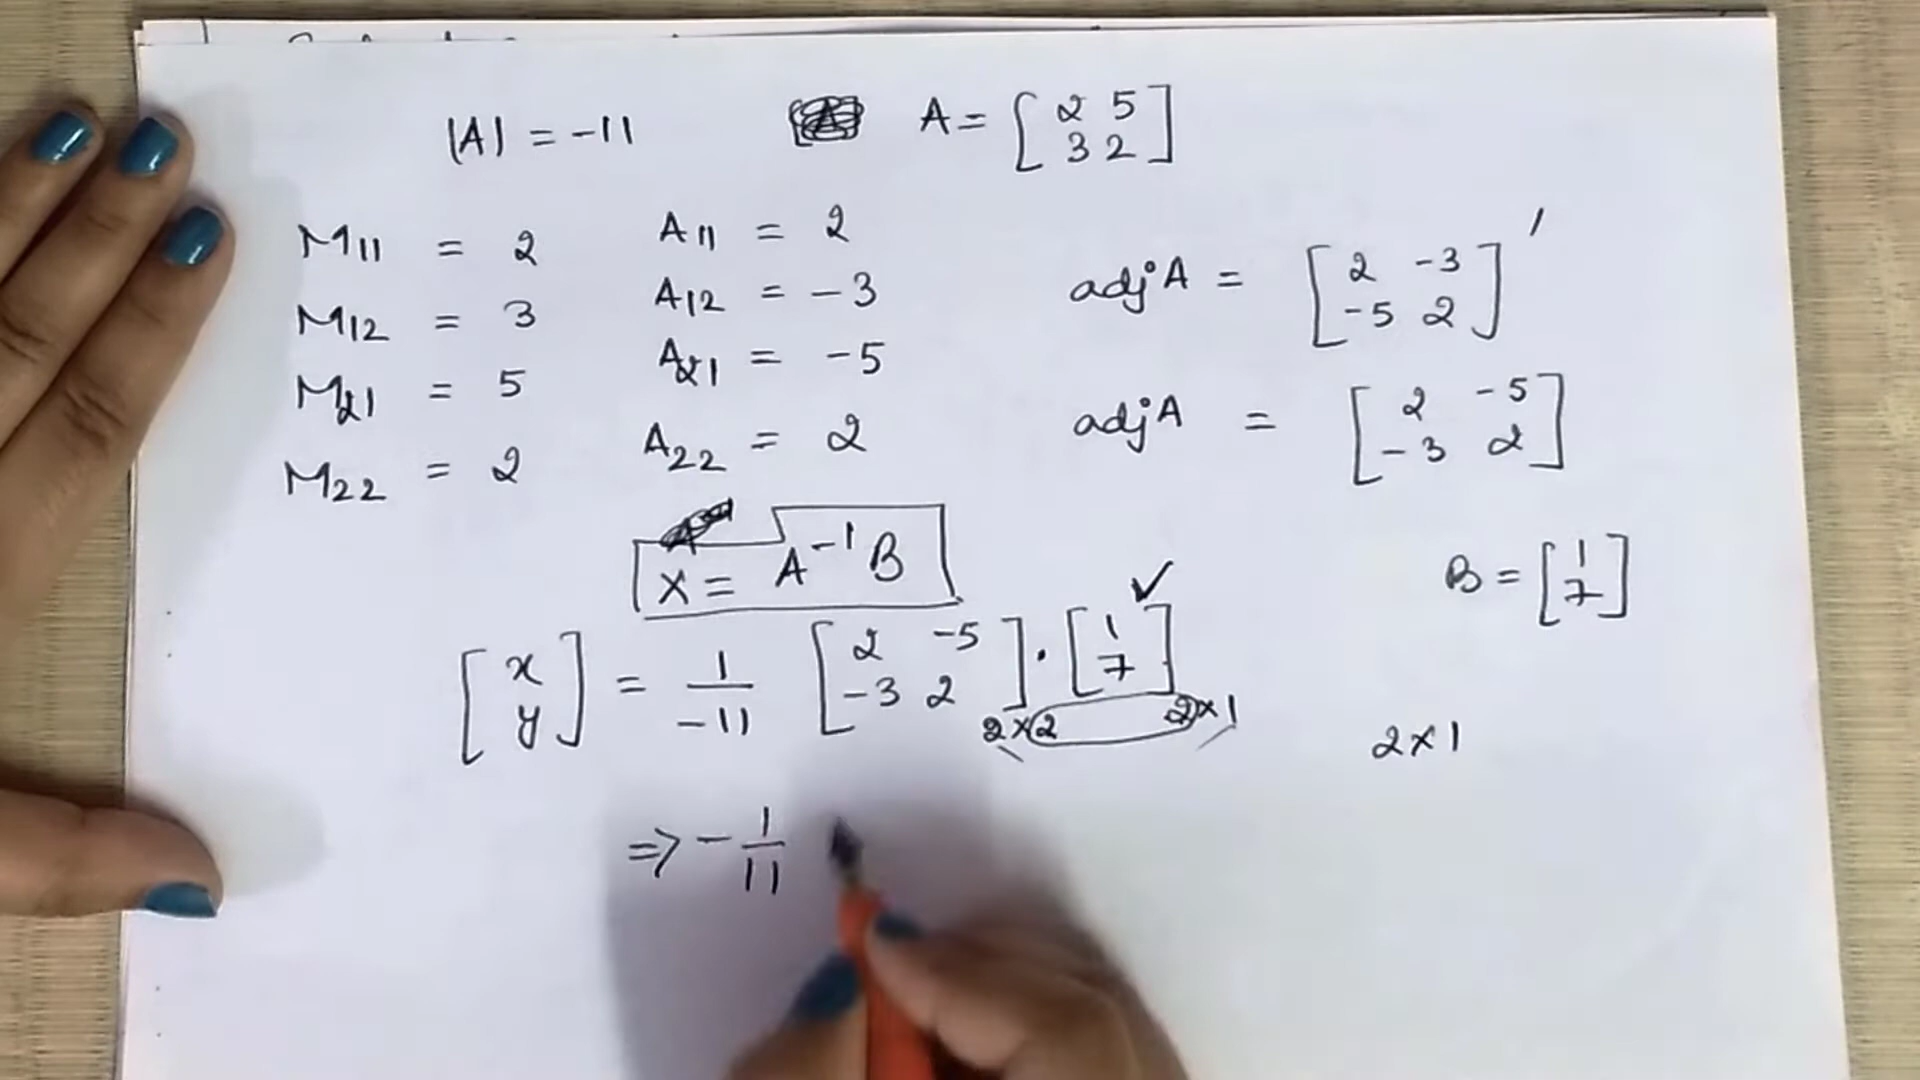 |A| = -11 A = [2 5
3 2]
M11 = 2 A11 = 2
M12 = 3 A12 = -3
M21 = 5 A21 = -5
M22 = 2 A22 = 2
adj A = [2 -3
-5 2]'
adj A = [2 -5
-3 2]
X = A⁻¹B
B = [1
7]
[x
y] = 1/-11 [2 -5
-3 2] · [1
7] ✓
2×2 2×1 2×1
⇒ - 1/11